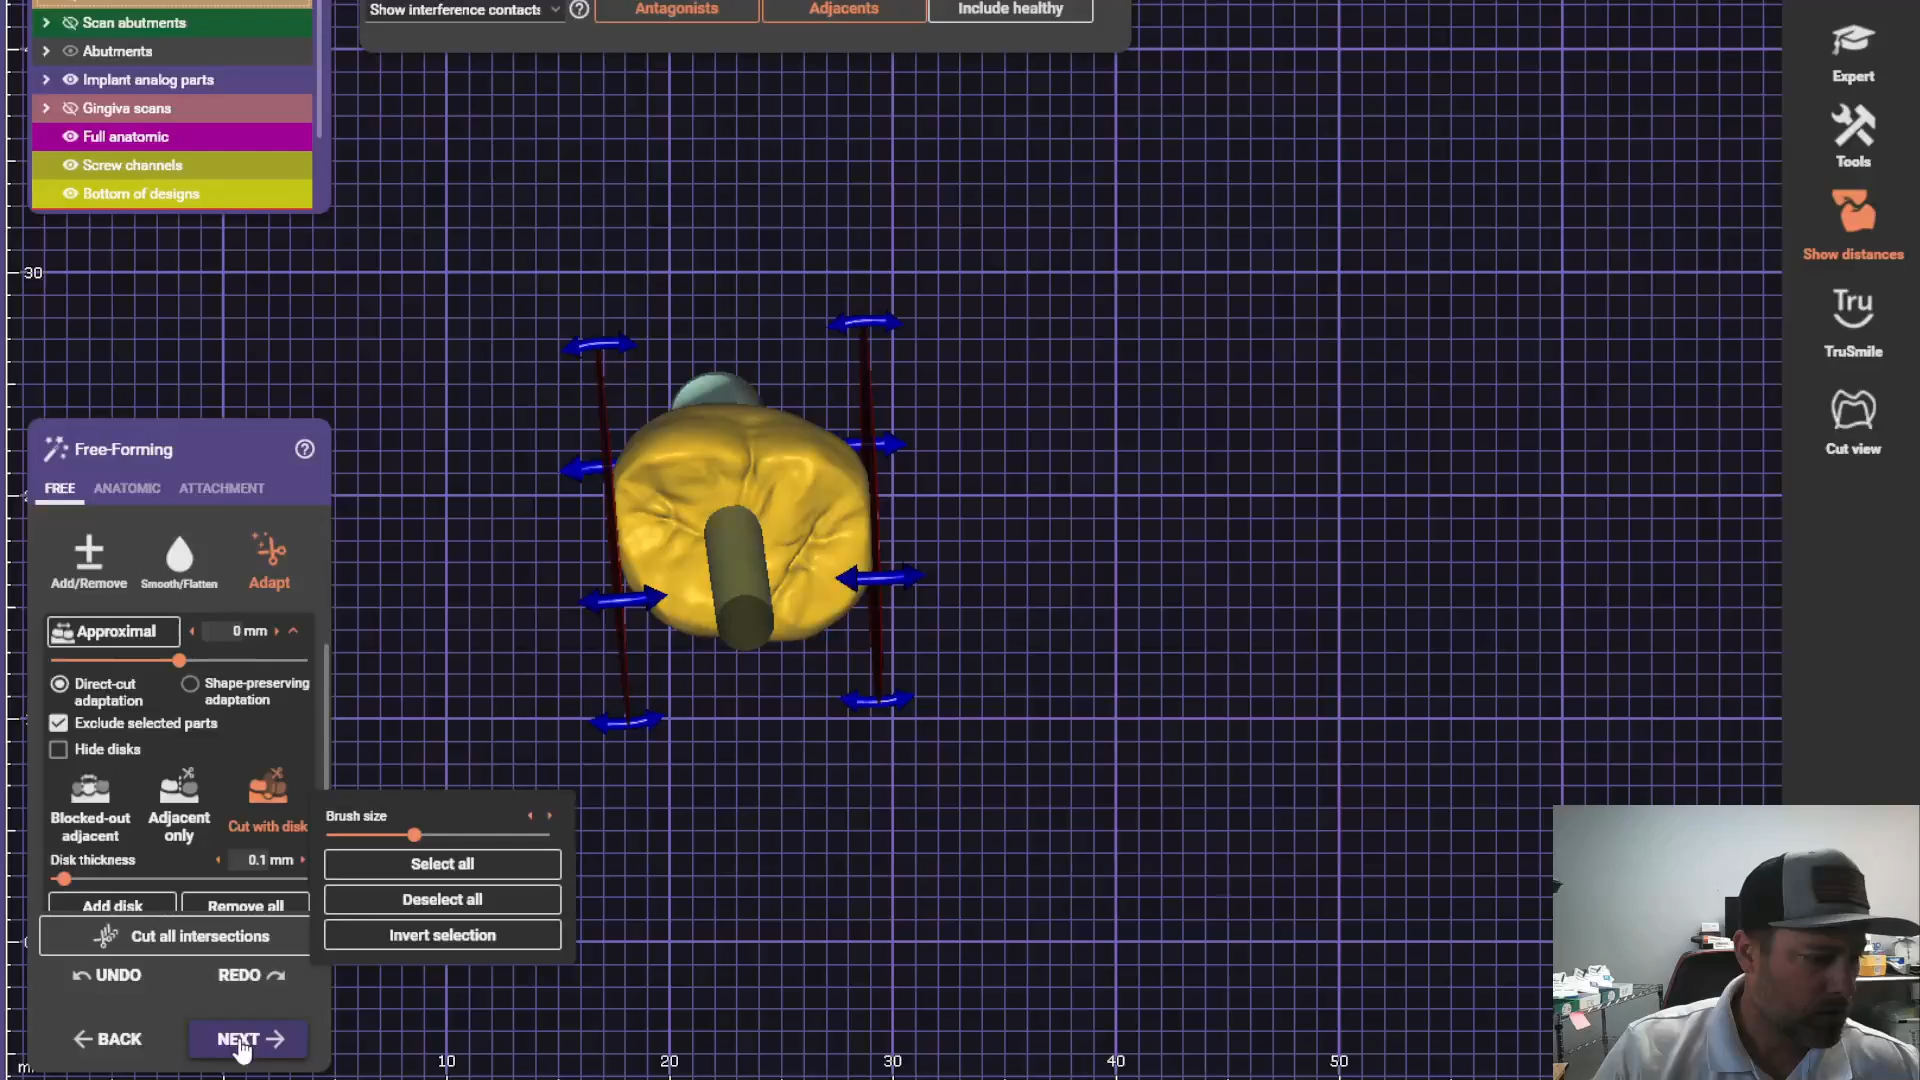 Show interference contacts
Antagonists
Adjacents
Include healthy
Scan abutments
Abutments
Implant analog parts
Gingiva scans
Full anatomic
Screw channels
Bottom of designs
Expert
Tools
Show distances
Tru
TruSmile
Cut view
30
Free-Forming
FREE ANATOMIC ATTACHMENT
Add/Remove
Smooth/Flatten
Adapt
Approximal
0 mm
Direct-cut adaptation
Shape-preserving adaptation
Exclude selected parts
Hide disks
Blocked-out adjacent
Adjacent only
Cut with disk
Disk thickness
0.1 mm
Add disk
Remove all
Cut all intersections
UNDO
REDO
BACK
NEXT
Brush size
Select all
Deselect all
Invert selection
10 20 30 40 50